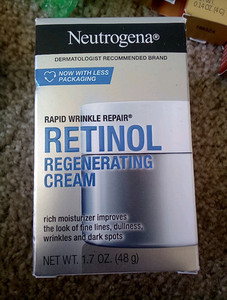 Neutrogena®
DERMATOLOGIST RECOMMENDED BRAND
NOW WITH LESS
PACKAGING
RAPID WRINKLE REPAIR®
RETINOL
REGENERATING
CREAM
rich moisturizer improves
the look of fine lines, dullness,
wrinkles and dark spots
NET WT. 1.7 OZ. (48 g)